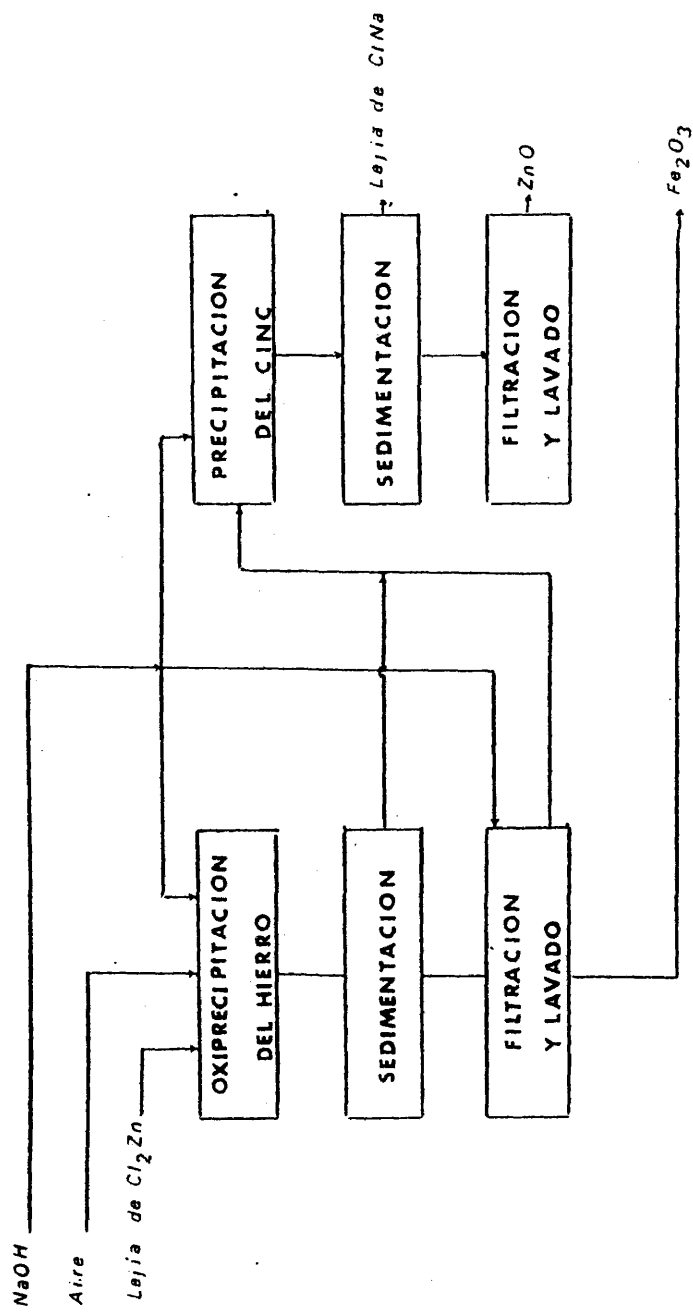 NaOH
Aire
Lejia de Cl2Zn
OXIPRECIPITACION
DEL HIERRO
SEDIMENTACION
FILTRACION
Y LAVADO
PRECIPITACION
DEL CINC
SEDIMENTACION
FILTRACION
Y LAVADO
Lejia de ClNa
ZnO
Fe2O3